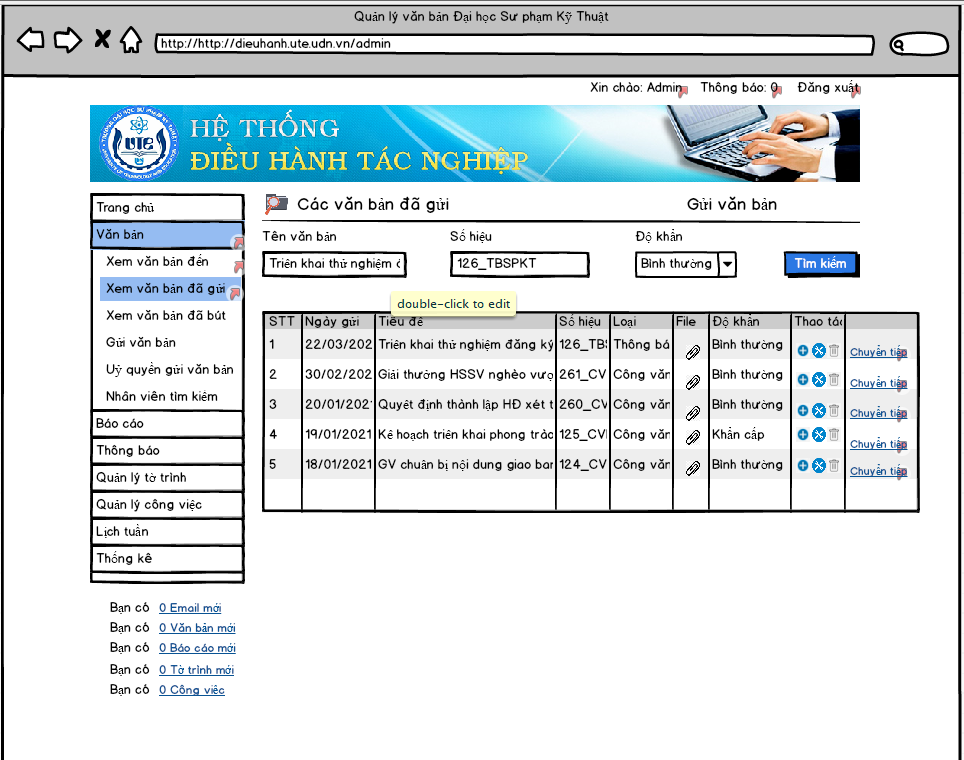 Quản lý văn bản Đại học Sư phạm Kỹ Thuật
http://http://dieuhanh.ute.udn.vn/admin
Xin chào: Admin Thông báo: 0 Đăng xuất
UTE
HỆ THỐNG
ĐIỀU HÀNH TÁC NGHIỆP
Trang chủ
Văn bản
Xem văn bản đến
Xem văn bản đã gửi
Xem văn bản đã bút
Gửi văn bản
Uỷ quyền gửi văn bản
Nhân viên tìm kiếm
Báo cáo
Thông báo
Quản lý tờ trình
Quản lý công việc
Lịch tuần
Thống kê
Bạn có 0 Email mới
Bạn có 0 Văn bản mới
Bạn có 0 Báo cáo mới
Bạn có 0 Tờ trình mới
Bạn có 0 Công việc
Các văn bản đã gửi Gửi văn bản
Tên văn bản Số hiệu Độ khẩn
Triển khai thử nghiệm 126_TBSPKT Bình thường Tìm kiếm
double-click to edit
STT Ngày gửi Tiêu đề Số hiệu Loại File Độ khẩn Thao tác
1 22/03/202 Triển khai thử nghiệm đăng ký 126_TB Thông bá Bình thường Chuyển tiếp
2 30/02/202 Giải thưởng HSSV nghèo vượ 261_CV Công văn Bình thường Chuyển tiếp
3 20/01/202 Quyết định thành lập HĐ xét t 260_CV Công văn Bình thường Chuyển tiếp
4 19/01/2021 Kế hoạch triển khai phong trào 125_CV Công văn Khẩn cấp Chuyển tiếp
5 18/01/2021 GV chuẩn bị nội dung giao ban 124_CV Công văn Bình thường Chuyển tiếp